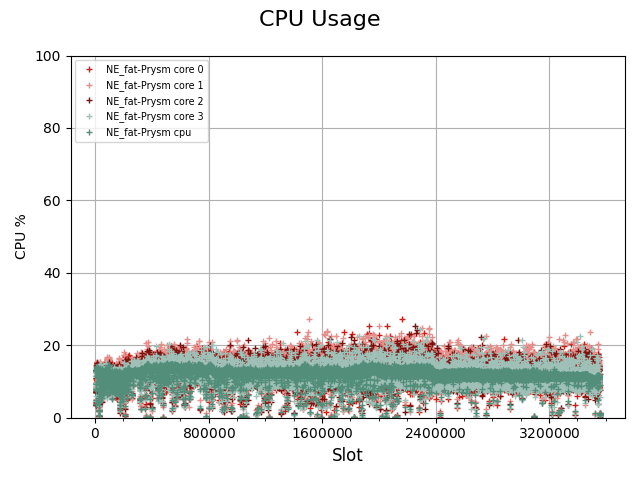 CPU Usage
100
80
60
40
20
0
CPU %
NE_fat-Prysm core 0
NE_fat-Prysm core 1
NE_fat-Prysm core 2
NE_fat-Prysm core 3
NE_fat-Prysm cpu
0 800000 1600000 2400000 3200000
Slot